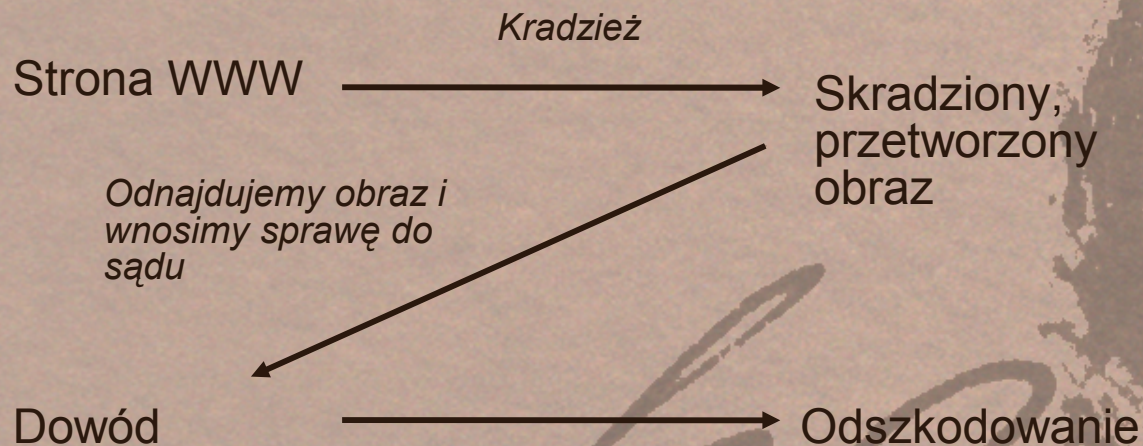 Kradzież
Strona WWW
Skradziony,
przetworzony
obraz
Odnajdujemy obraz i
wnosimy sprawę do
sądu
Dowód
Odszkodowanie